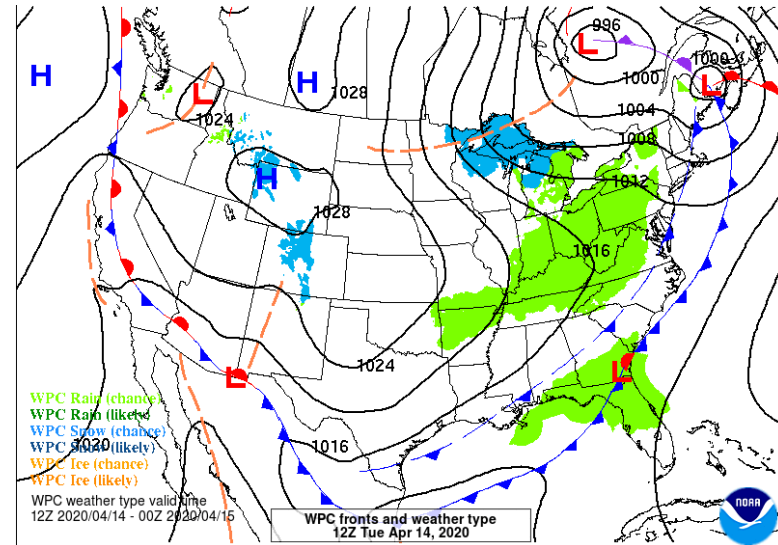 996
L
1000
1000
L
H
H
1028
L
1024
1004
1008
H
1012
1028
1016
1024
L
L
WPC Rain (chance)
WPC Rain (likely)
WPC Snow (chance)
WPC Snow (likely)
WPC Ice (chance)
WPC Ice (likely)
1020
1016
WPC weather type valid time
12Z 2020/04/14 - 00Z 2020/04/15
WPC fronts and weather type
12Z Tue Apr 14, 2020
NOAA